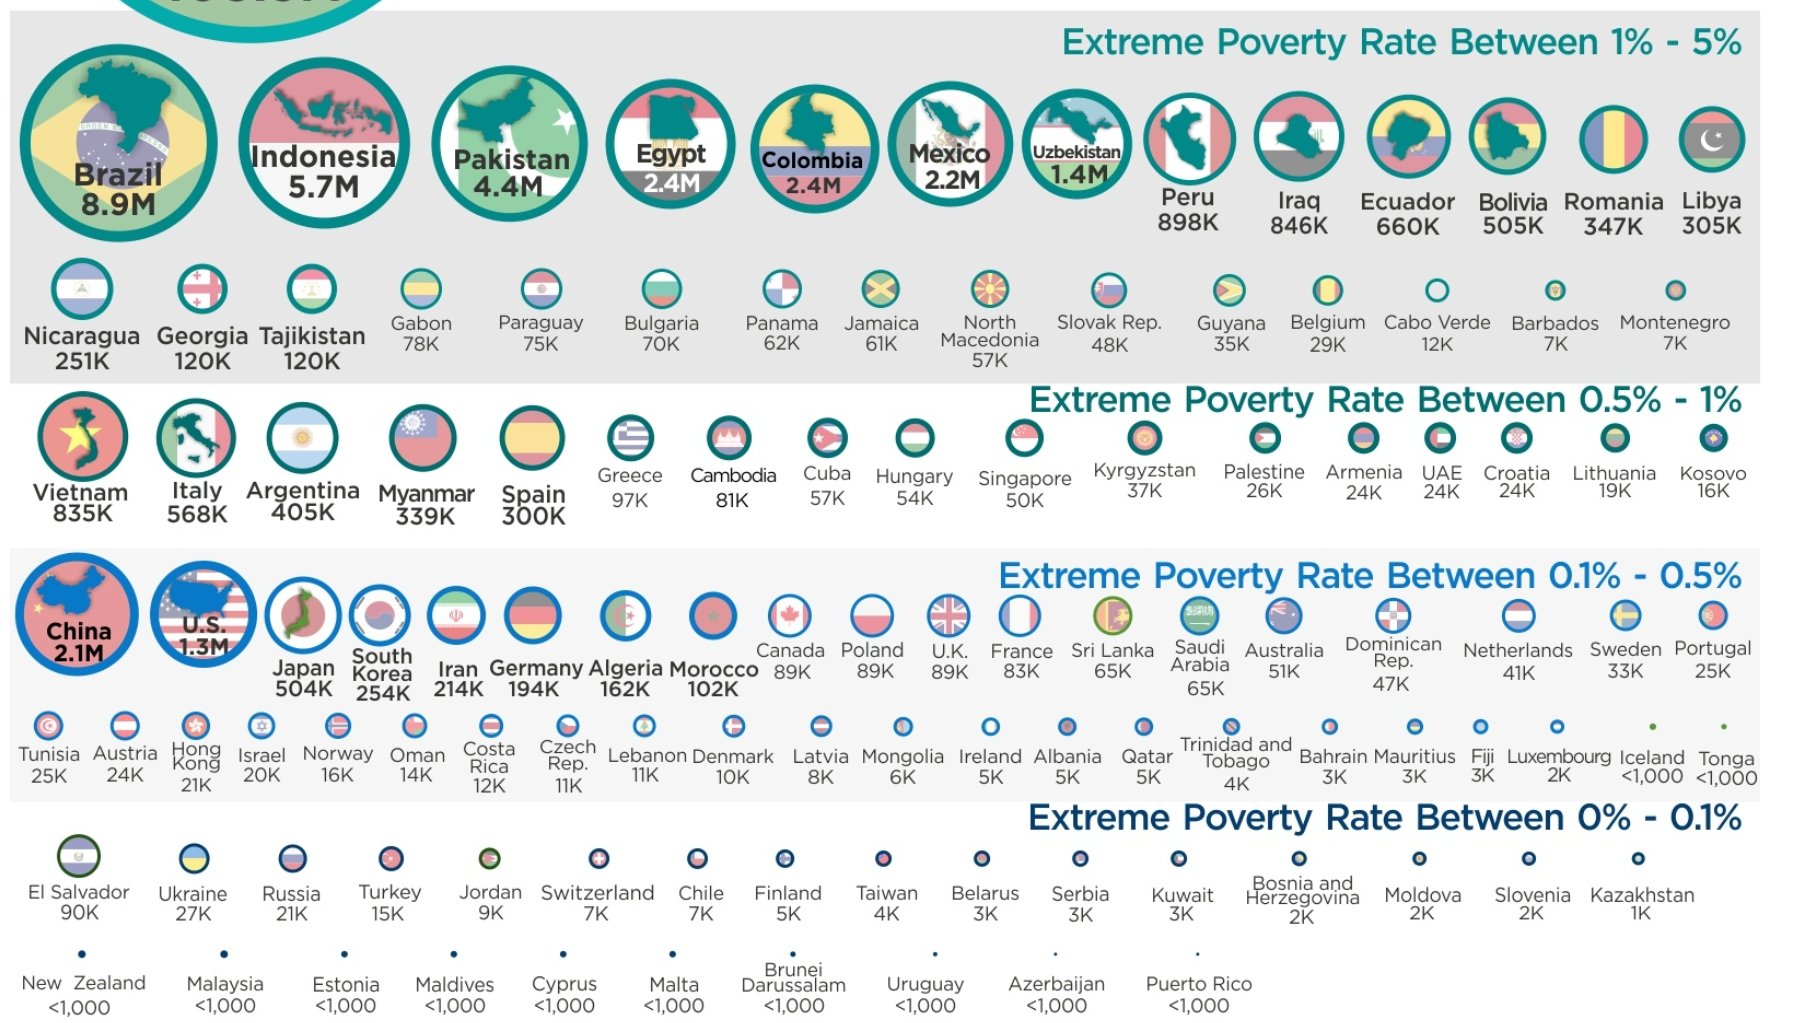 Extreme Poverty Rate Between 1% - 5%
Brazil
8.9M
Indonesia
5.7M
Pakistan
4.4M
Egypt
2.4M
Colombia
2.4M
Mexico
2.2M
Uzbekistan
1.4M
Peru
898K
Iraq
846K
Ecuador
660K
Bolivia
505K
Romania
347K
Libya
305K
Nicaragua
251K
Georgia
120K
Tajikistan
120K
Gabon
78K
Paraguay
75K
Bulgaria
70K
Panama
62K
Jamaica
61K
North
Macedonia
57K
Slovak Rep.
48K
Guyana
35K
Belgium
29K
Cabo Verde
12K
Barbados
7K
Montenegro
7K
Extreme Poverty Rate Between 0.5% - 1%
Vietnam
835K
Italy
568K
Argentina
405K
Myanmar
339K
Spain
300K
Greece
97K
Cambodia
81K
Cuba
57K
Hungary
54K
Singapore
50K
Kyrgyzstan
37K
Palestine
26K
Armenia
24K
UAE
24K
Croatia
24K
Lithuania
19K
Kosovo
16K
Extreme Poverty Rate Between 0.1% - 0.5%
China
2.1M
U.S.
1.3M
Japan
504K
South
Korea
254K
Iran
214K
Germany
194K
Algeria
162K
Morocco
102K
Canada
89K
Poland
89K
U.K.
89K
France
83K
Sri Lanka
65K
Saudi
Arabia
65K
Australia
51K
Dominican
Rep.
47K
Netherlands
41K
Sweden
33K
Portugal
25K
Tunisia
25K
Austria
24K
Hong
Kong
21K
Israel
20K
Norway
16K
Oman
14K
Costa
Rica
12K
Czech
Rep.
11K
Lebanon
11K
Denmark
10K
Latvia
8K
Mongolia
6K
Ireland
5K
Albania
5K
Qatar
5K
Trinidad and
Tobago
4K
Bahrain
3K
Mauritius
3K
Fiji
3K
Luxembourg
2K
Iceland
<1,000
Tonga
<1,000
Extreme Poverty Rate Between 0% - 0.1%
El Salvador
90K
Ukraine
27K
Russia
21K
Turkey
15K
Jordan
9K
Switzerland
7K
Chile
7K
Finland
5K
Taiwan
4K
Belarus
3K
Serbia
3K
Kuwait
3K
Bosnia and
Herzegovina
2K
Moldova
2K
Slovenia
2K
Kazakhstan
1K
New Zealand
<1,000
Malaysia
<1,000
Estonia
<1,000
Maldives
<1,000
Cyprus
<1,000
Malta
<1,000
Brunei
Darussalam
<1,000
Uruguay
<1,000
Azerbaijan
<1,000
Puerto Rico
<1,000